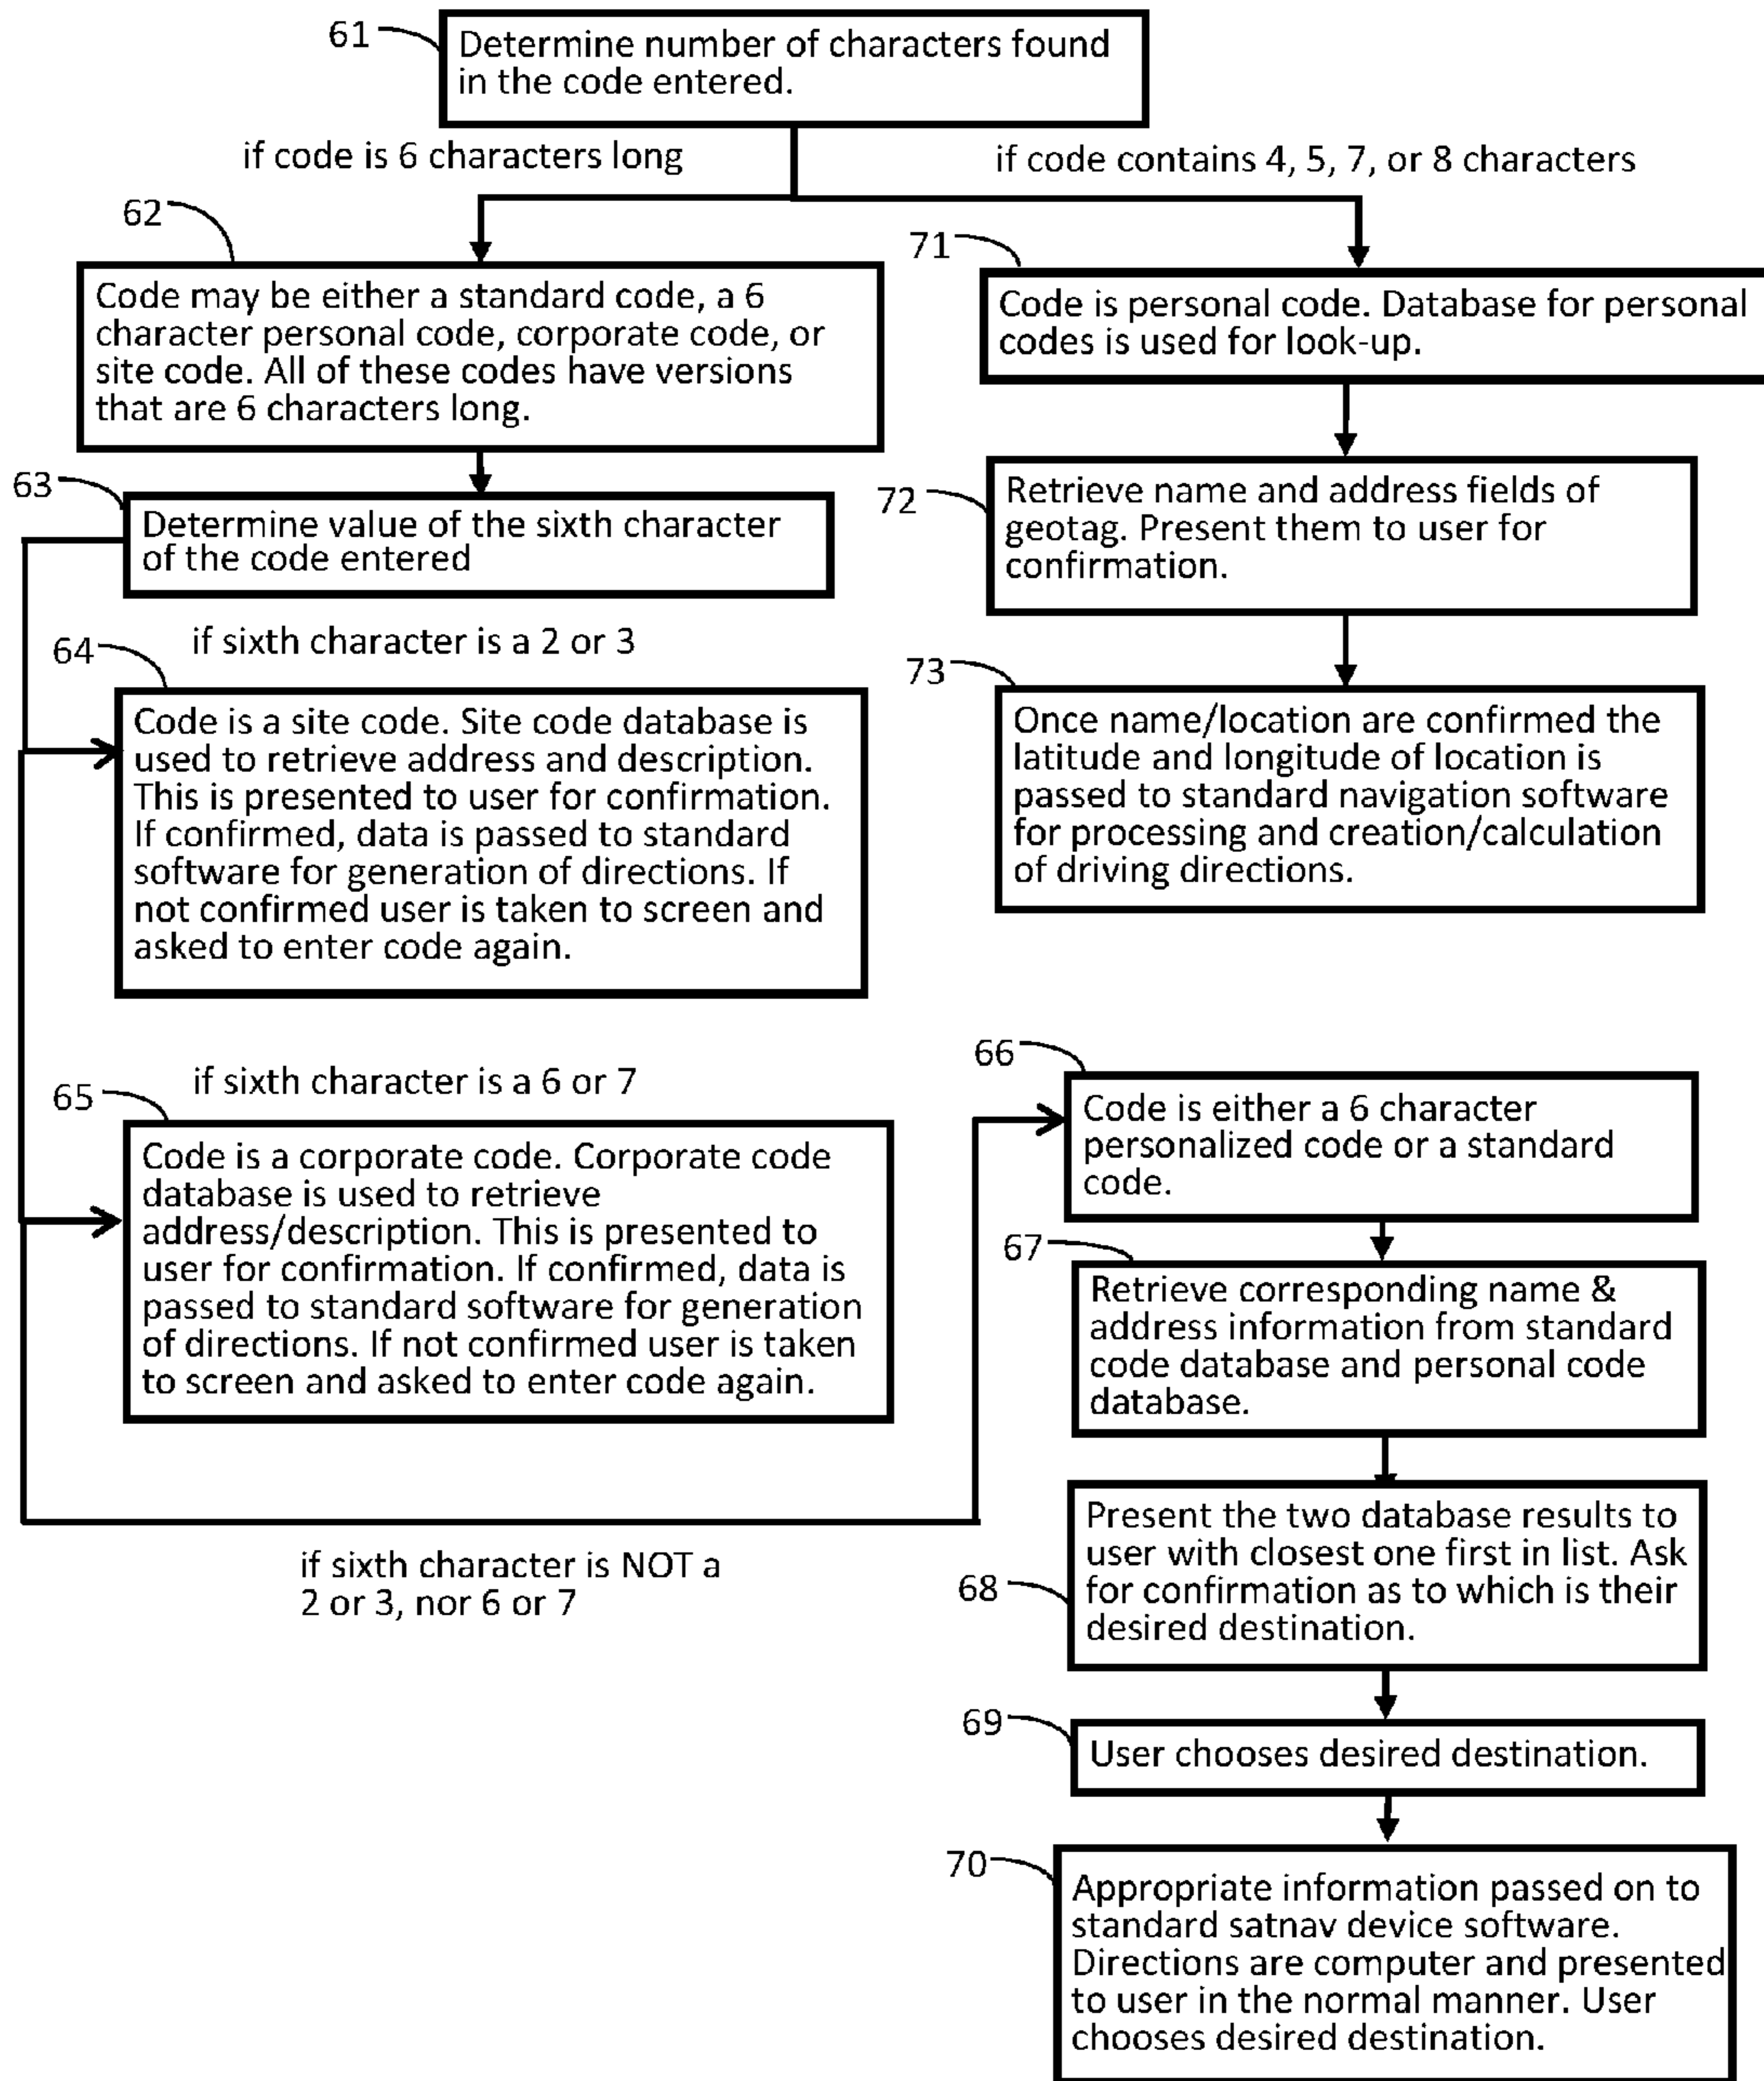 61
Determine number of characters found
in the code entered.
if code is 6 characters long
if code contains 4, 5, 7, or 8 characters
62
Code may be either a standard code, a 6
character personal code, corporate code, or
site code. All of these codes have versions
that are 6 characters long.
63
Determine value of the sixth character
of the code entered
if sixth character is a 2 or 3
64
Code is a site code. Site code database is
used to retrieve address and description.
This is presented to user for confirmation.
If confirmed, data is passed to standard
software for generation of directions. If
not confirmed user is taken to screen and
asked to enter code again.
if sixth character is a 6 or 7
65
Code is a corporate code. Corporate code
database is used to retrieve
address/description. This is presented to
user for confirmation. If confirmed, data is
passed to standard software for generation
of directions. If not confirmed user is taken
to screen and asked to enter code again.
if sixth character is NOT a
2 or 3, nor 6 or 7
71
Code is personal code. Database for personal
codes is used for look-up.
72
Retrieve name and address fields of
geotag. Present them to user for
confirmation.
73
Once name/location are confirmed the
latitude and longitude of location is
passed to standard navigation software
for processing and creation/calculation
of driving directions.
66
Code is either a 6 character
personalized code or a standard
code.
67
Retrieve corresponding name &
address information from standard
code database and personal code
database.
68
Present the two database results to
user with closest one first in list. Ask
for confirmation as to which is their
desired destination.
69
User chooses desired destination.
70
Appropriate information passed on to
standard satnav device software.
Directions are computer and presented
to user in the normal manner. User
chooses desired destination.